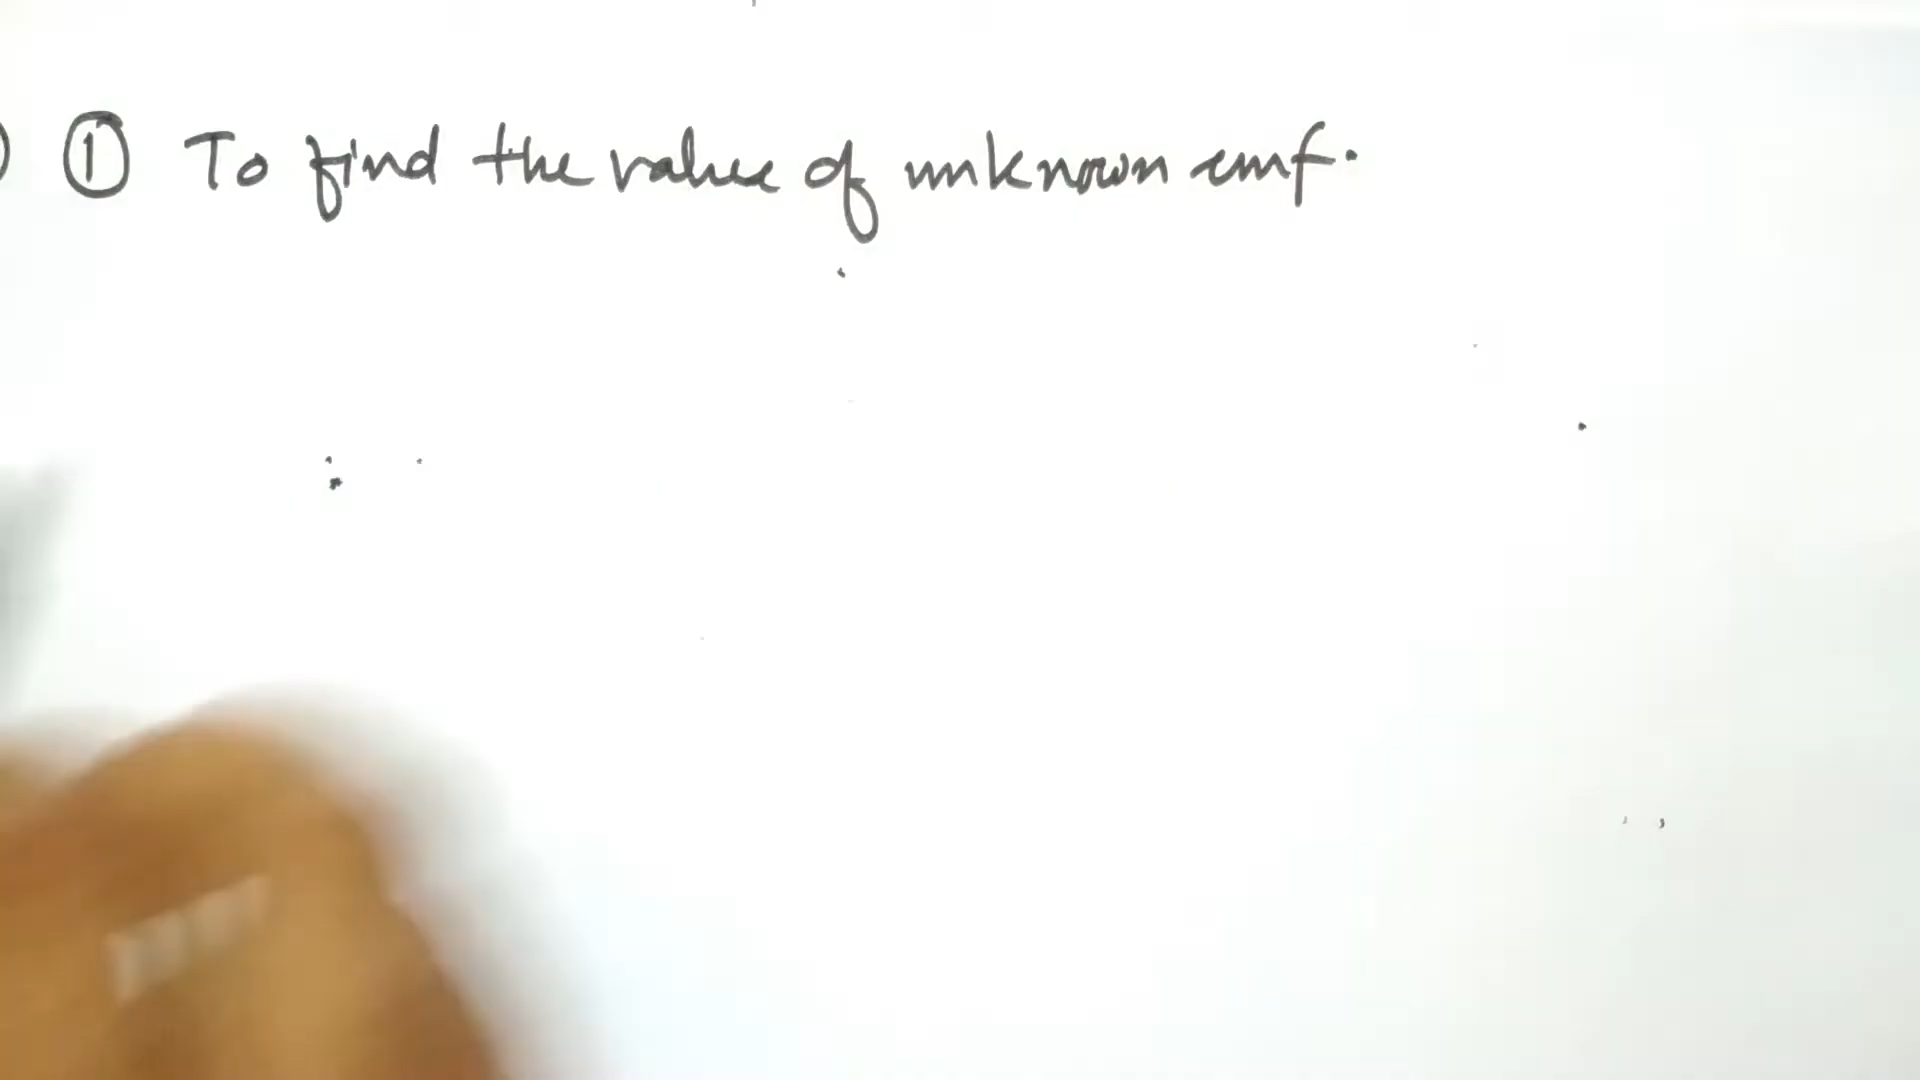 ① To find the value of unknown emf.